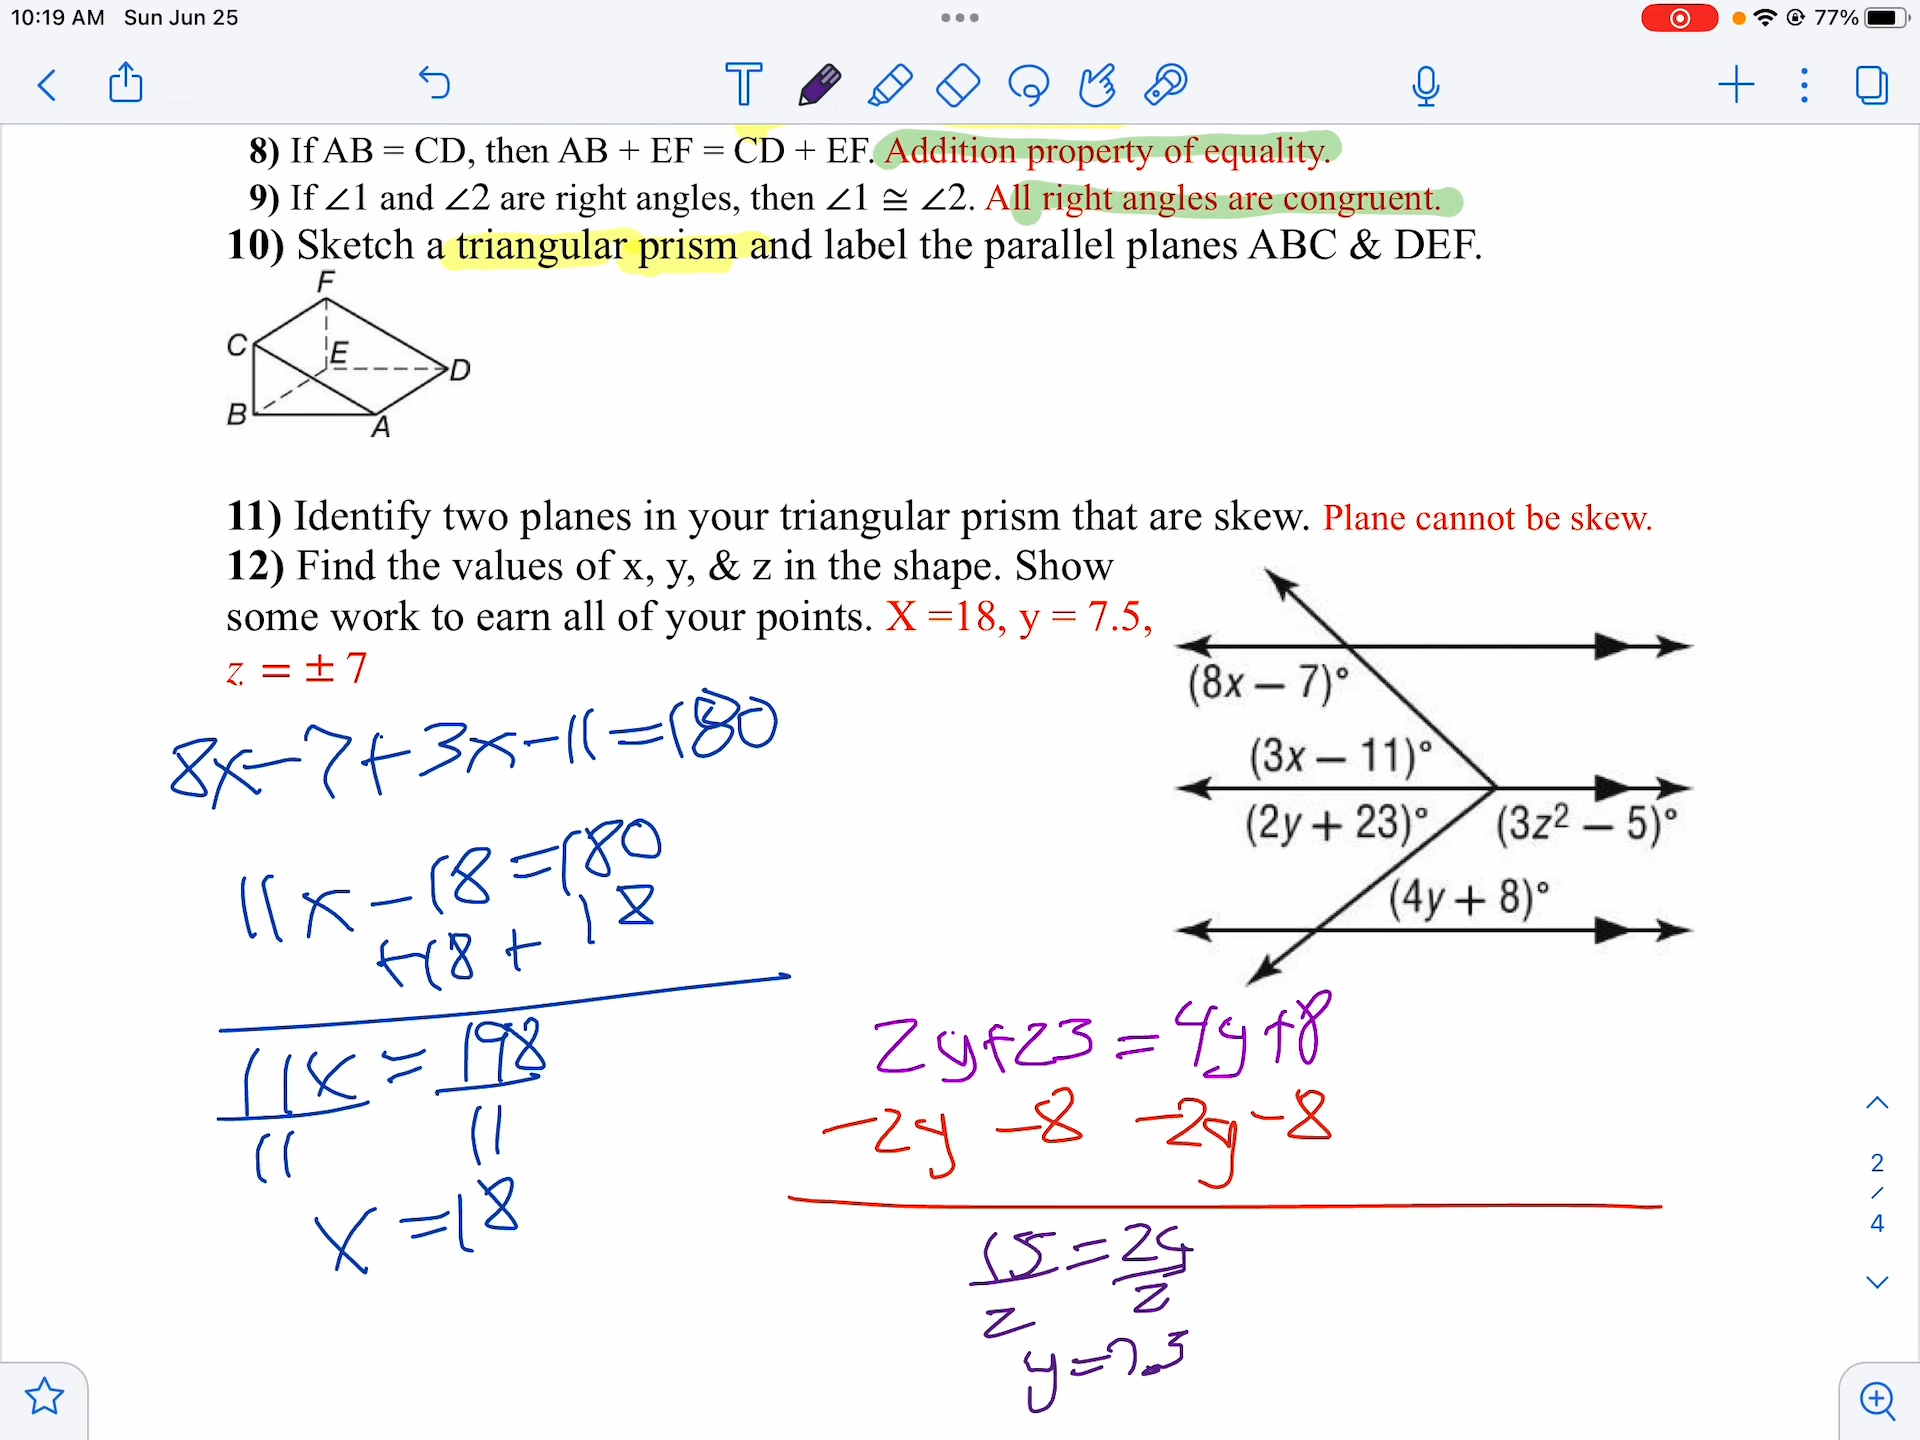 10:19 AM Sun Jun 25
77%
8) If AB = CD, then AB + EF = CD + EF. Addition property of equality.
9) If ∠1 and ∠2 are right angles, then ∠1 ≅ ∠2. All right angles are congruent.
10) Sketch a triangular prism and label the parallel planes ABC & DEF.
F
C
E
D
B
A
11) Identify two planes in your triangular prism that are skew. Plane cannot be skew.
12) Find the values of x, y, & z in the shape. Show
some work to earn all of your points. X =18, y = 7.5,
z = ± 7
(8x – 7)°
(3x – 11)°
(2y + 23)° (3z² – 5)°
(4y + 8)°
8x-7+3x-11=180
11x-18=180
+18 + 18
11x = 198
11 11
x=18
2y+23=4y+8
-2y -8 -2y-8
15=2y
2 2
y=7.5
2
/
4